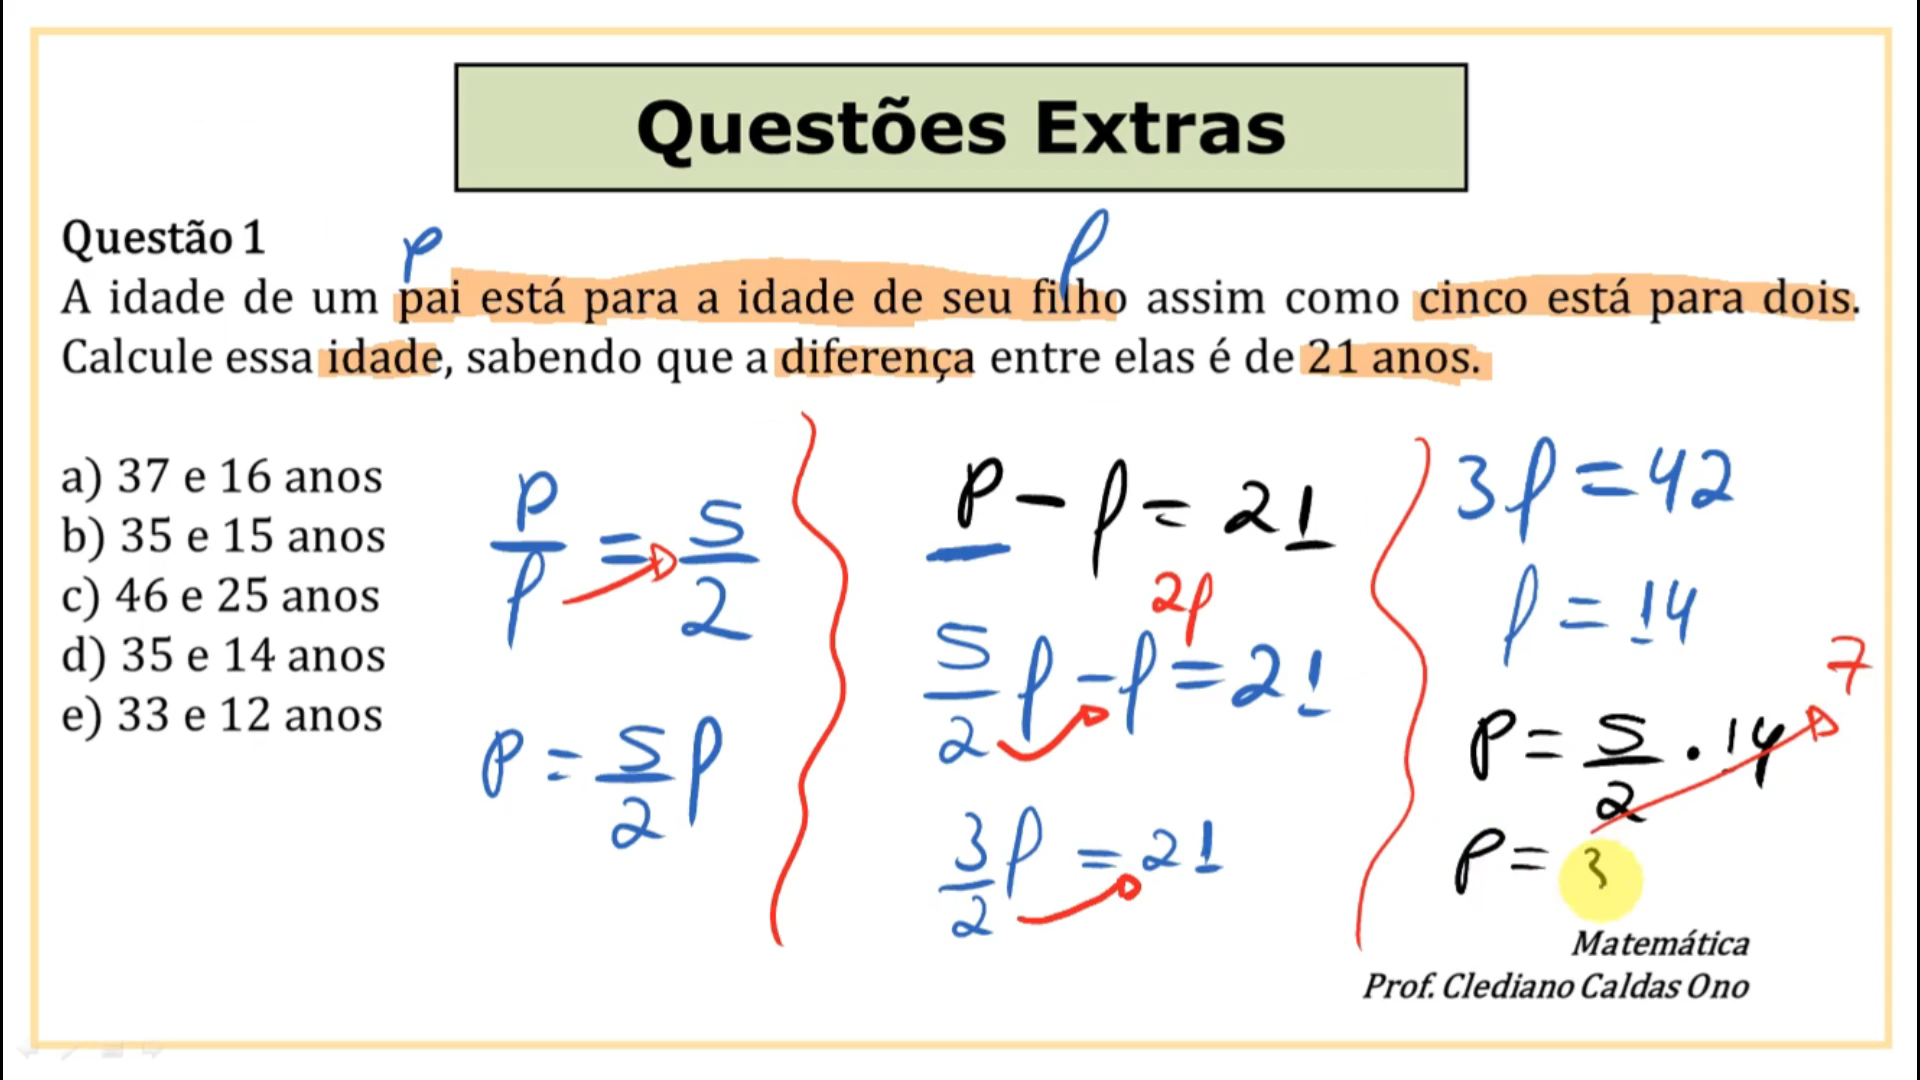 Questões Extras
Questão 1
p f
A idade de um pai está para a idade de seu filho assim como cinco está para dois.
Calcule essa idade, sabendo que a diferença entre elas é de 21 anos.
a) 37 e 16 anos
b) 35 e 15 anos
c) 46 e 25 anos
d) 35 e 14 anos
e) 33 e 12 anos
p/f = 5/2
p = 5/2 f
p - f = 21
2f
5/2 f - f = 21
3/2 f = 21
3f = 42
f = 14
7
p = 5/2 . 14
p = 3
Matemática
Prof. Clediano Caldas Ono